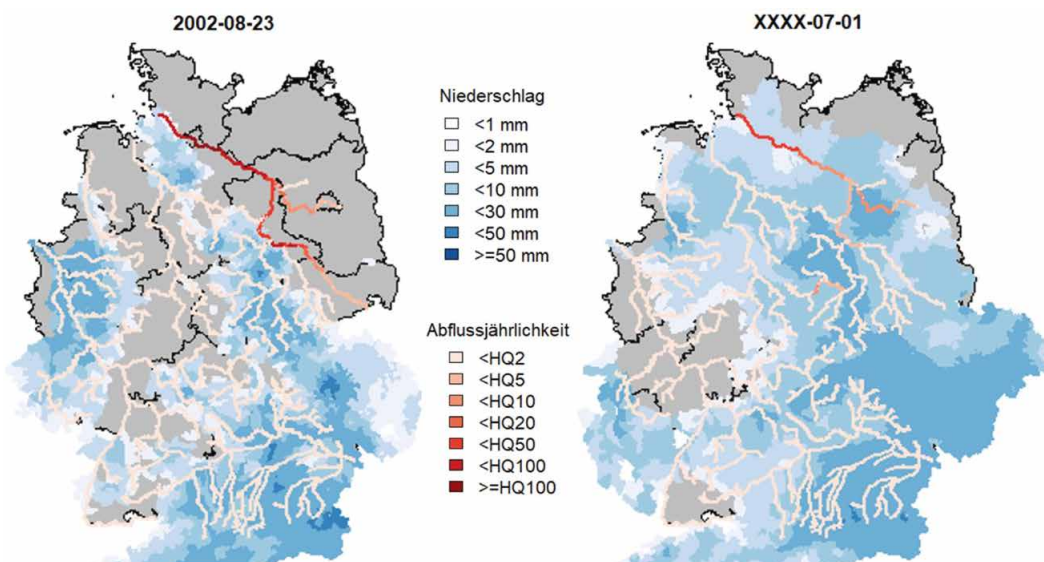 2002-08-23
XXXX-07-01
Niederschlag
<1 mm
<2 mm
<5 mm
<10 mm
<30 mm
<50 mm
>=50 mm
Abflussjährlichkeit
<HQ2
<HQ5
<HQ10
<HQ20
<HQ50
<HQ100
>=HQ100